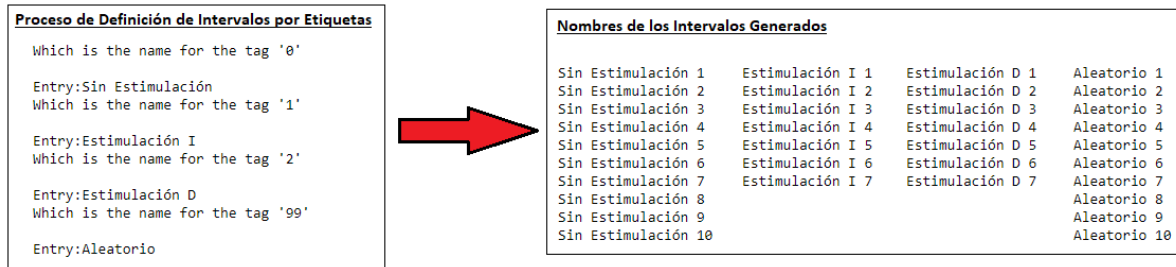 Proceso de Definición de Intervalos por Etiquetas
Which is the name for the tag '0'
Entry:Sin Estimulación
Which is the name for the tag '1'
Entry:Estimulación I
Which is the name for the tag '2'
Entry:Estimulación D
Which is the name for the tag '99'
Entry:Aleatorio
Nombres de los Intervalos Generados
Sin Estimulación 1 Estimulación I 1 Estimulación D 1 Aleatorio 1
Sin Estimulación 2 Estimulación I 2 Estimulación D 2 Aleatorio 2
Sin Estimulación 3 Estimulación I 3 Estimulación D 3 Aleatorio 3
Sin Estimulación 4 Estimulación I 4 Estimulación D 4 Aleatorio 4
Sin Estimulación 5 Estimulación I 5 Estimulación D 5 Aleatorio 5
Sin Estimulación 6 Estimulación I 6 Estimulación D 6 Aleatorio 6
Sin Estimulación 7 Estimulación I 7 Estimulación D 7 Aleatorio 7
Sin Estimulación 8 Aleatorio 8
Sin Estimulación 9 Aleatorio 9
Sin Estimulación 10 Aleatorio 10